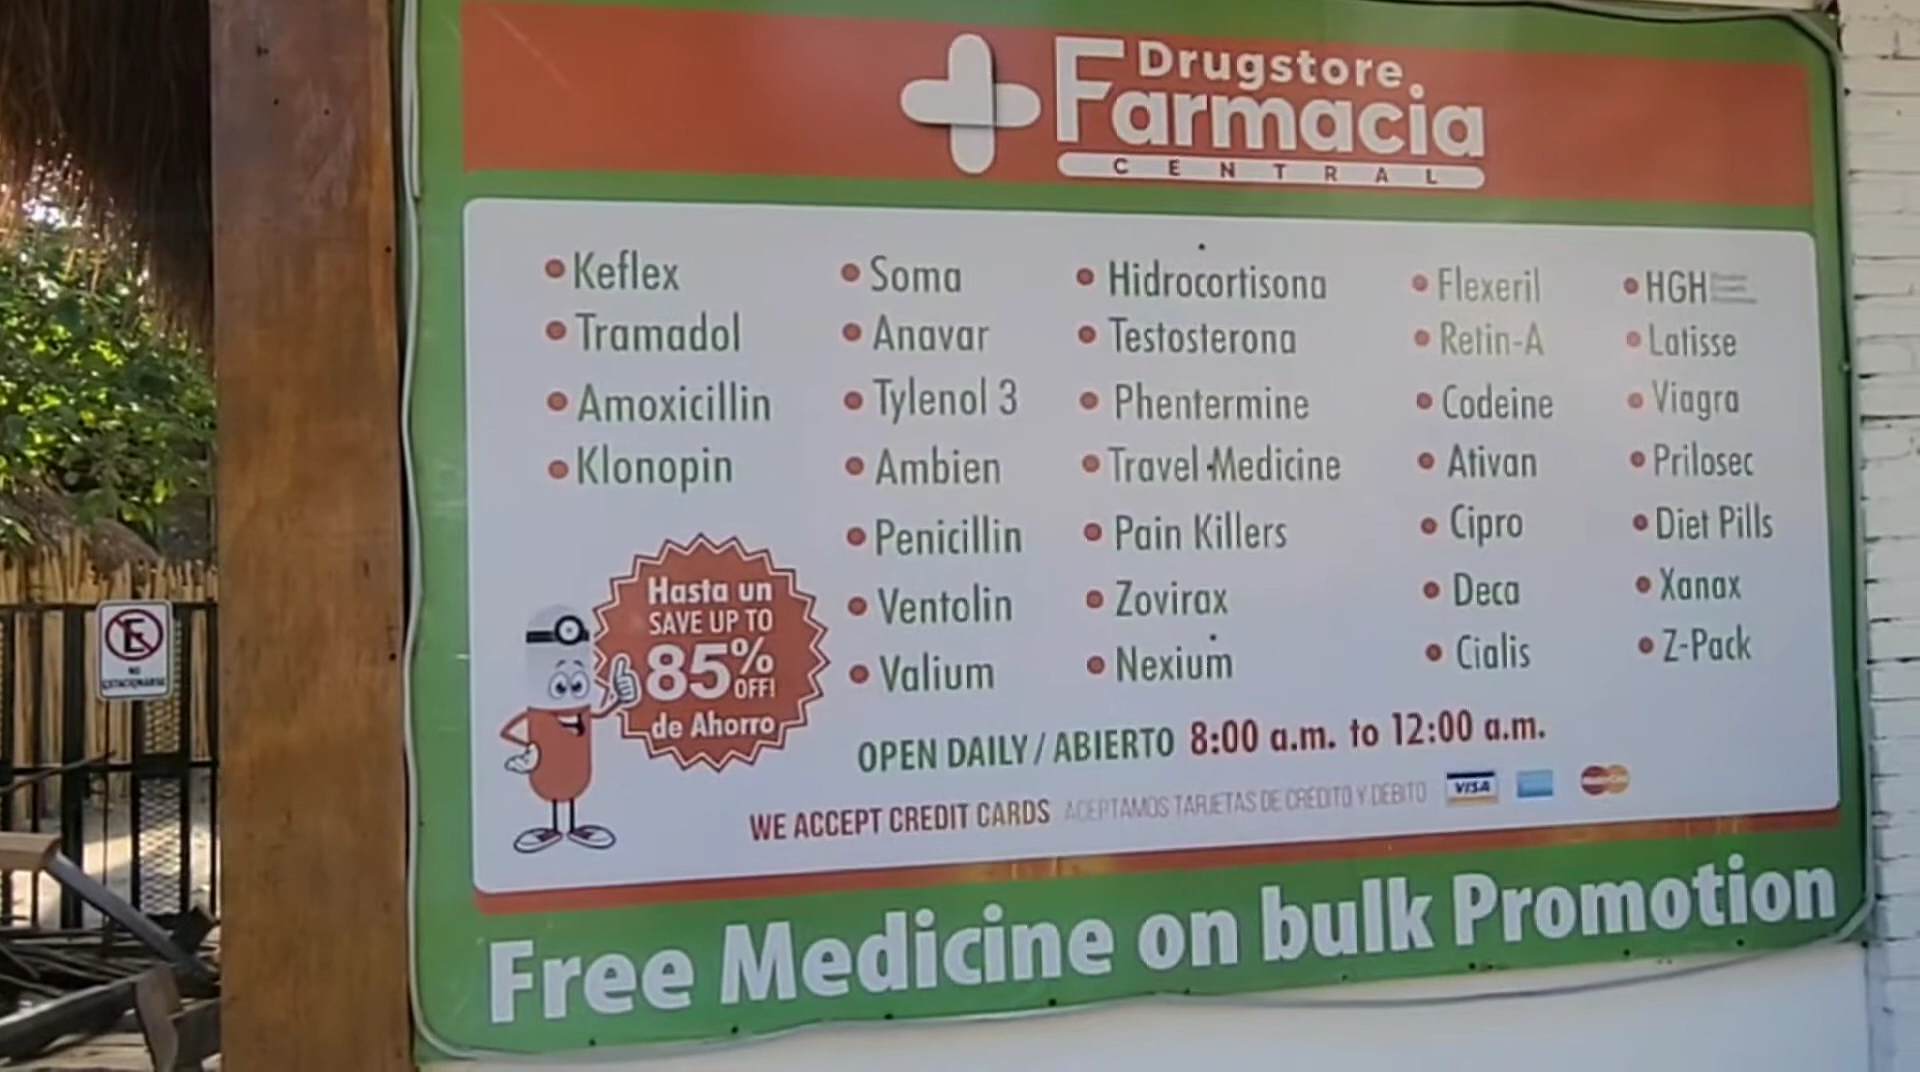 Drugstore
Farmacia
CENTRAL
Keflex
Tramadol
Amoxicillin
Klonopin
Soma
Anavar
Tylenol 3
Ambien
Penicillin
Ventolin
Valium
Hidrocortisona
Testosterona
Phentermine
Travel Medicine
Pain Killers
Zovirax
Nexium
Flexeril
Retin-A
Codeine
Ativan
Cipro
Deca
Cialis
HGH
Latisse
Viagra
Prilosec
Diet Pills
Xanax
Z-Pack
Hasta un
SAVE UP TO
85% OFF!
de Ahorro
OPEN DAILY / ABIERTO 8:00 a.m. to 12:00 a.m.
WE ACCEPT CREDIT CARDS ACEPTAMOS TARJETAS DE CREDITO Y DEBITO VISA
Free Medicine on bulk Promotion
E
NO
ESTACIONARSE